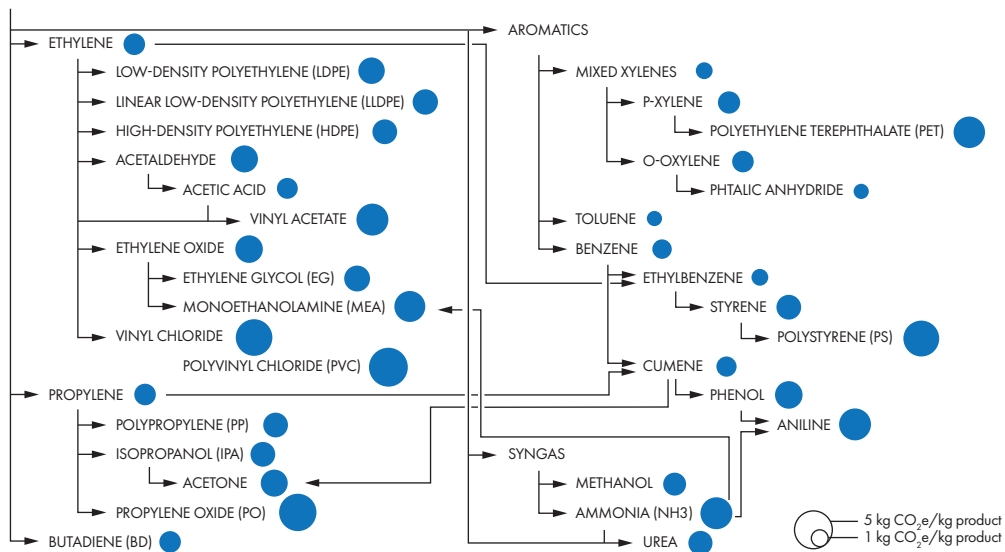 ETHYLENE
LOW-DENSITY POLYETHYLENE (LDPE)
LINEAR LOW-DENSITY POLYETHYLENE (LLDPE)
HIGH-DENSITY POLYETHYLENE (HDPE)
ACETALDEHYDE
ACETIC ACID
VINYL ACETATE
ETHYLENE OXIDE
ETHYLENE GLYCOL (EG)
MONOETHANOLAMINE (MEA)
VINYL CHLORIDE
POLYVINYL CHLORIDE (PVC)
PROPYLENE
POLYPROPYLENE (PP)
ISOPROPANOL (IPA)
ACETONE
PROPYLENE OXIDE (PO)
BUTADIENE (BD)
AROMATICS
MIXED XYLENES
P-XYLENE
POLYETHYLENE TEREPHTHALATE (PET)
O-OXYLENE
PHTALIC ANHYDRIDE
TOLUENE
BENZENE
ETHYLBENZENE
STYRENE
POLYSTYRENE (PS)
CUMENE
PHENOL
ANILINE
SYNGAS
METHANOL
AMMONIA (NH3)
UREA
5 kg CO₂e/kg product
1 kg CO₂e/kg product